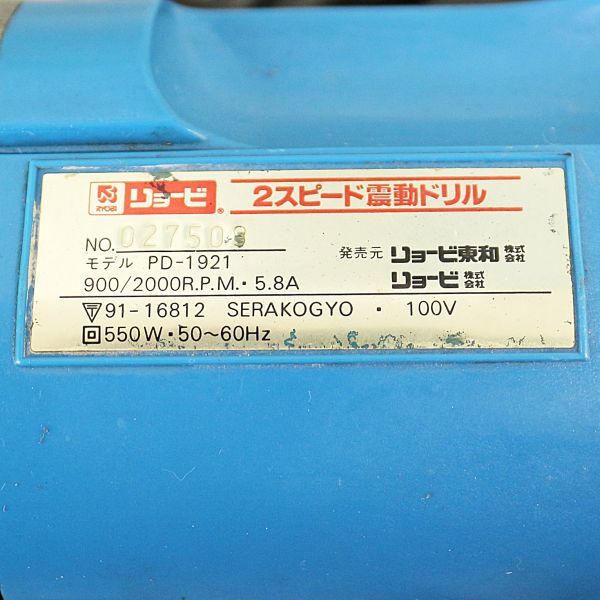 RYOBI リョービ® 2スピード震動ドリル
NO. 027503
モデル PD-1921
発売元 リョービ東和株式会社
リョービ株式会社
900/2000R.P.M.・5.8A
91-16812 SERAKOGYO ・ 100V
550W・50～60Hz